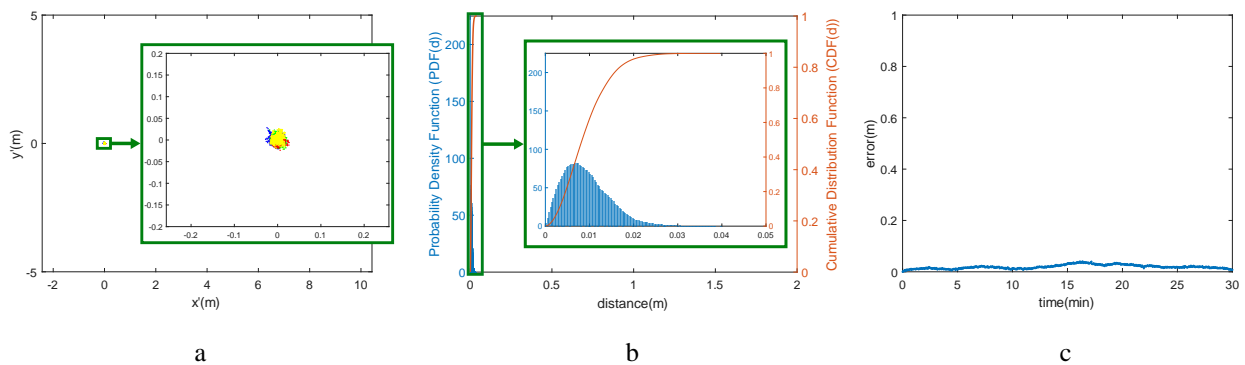 5
0
-5
y'(m)
-2 0 2 4 6 8 10
x'(m)
0.2
0.15
0.1
0.05
0
-0.05
-0.1
-0.15
-0.2
-0.2 -0.1 0 0.1 0.2
a
Probability Density Function (PDF(d))
200
150
100
50
0
0 0.5 1 1.5 2
distance(m)
1
0.8
0.6
0.4
0.2
0
Cumulative Distribution Function (CDF(d))
200
150
100
50
0
0 0.01 0.02 0.03 0.04 0.05
1
0.8
0.6
0.4
0.2
0
b
error(m)
1
0.8
0.6
0.4
0.2
0
0 5 10 15 20 25 30
time(min)
c